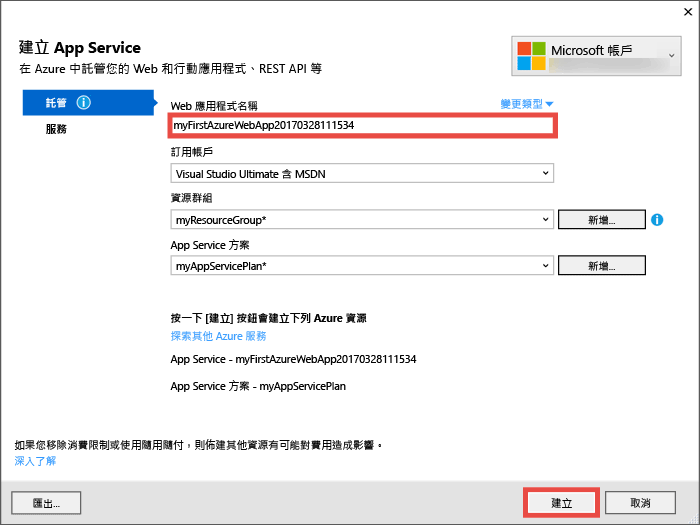 建立 App Service
在 Azure 中託管您的 Web 和行動應用程式、REST API 等
Microsoft 帳戶
託管
服務
Web 應用程式名稱
變更類型
myFirstAzureWebApp20170328111534
訂用帳戶
Visual Studio Ultimate 含 MSDN
資源群組
myResourceGroup*
新增...
App Service 方案
myAppServicePlan*
新增...
按一下 [建立] 按鈕會建立下列 Azure 資源
探索其他 Azure 服務
App Service - myFirstAzureWebApp20170328111534
App Service 方案 - myAppServicePlan
如果您移除消費限制或使用隨用隨付，則佈建其他資源有可能對費用造成影響。
深入了解
匯出...
建立
取消